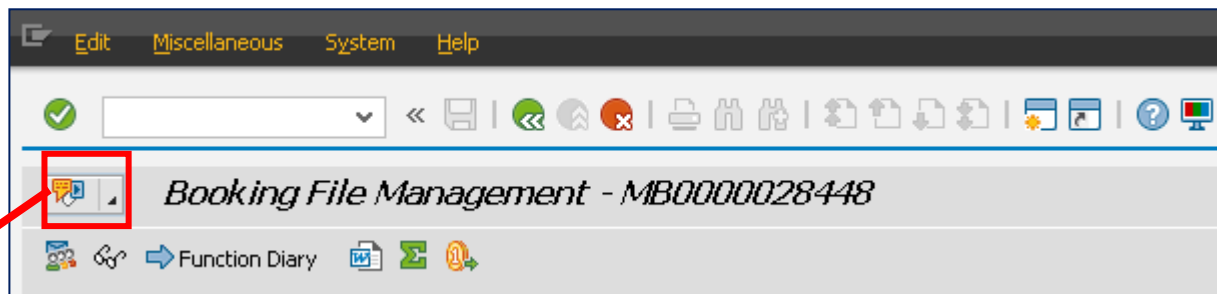 Edit Miscellaneous System Help
Booking File Management - MB0000028448
Function Diary